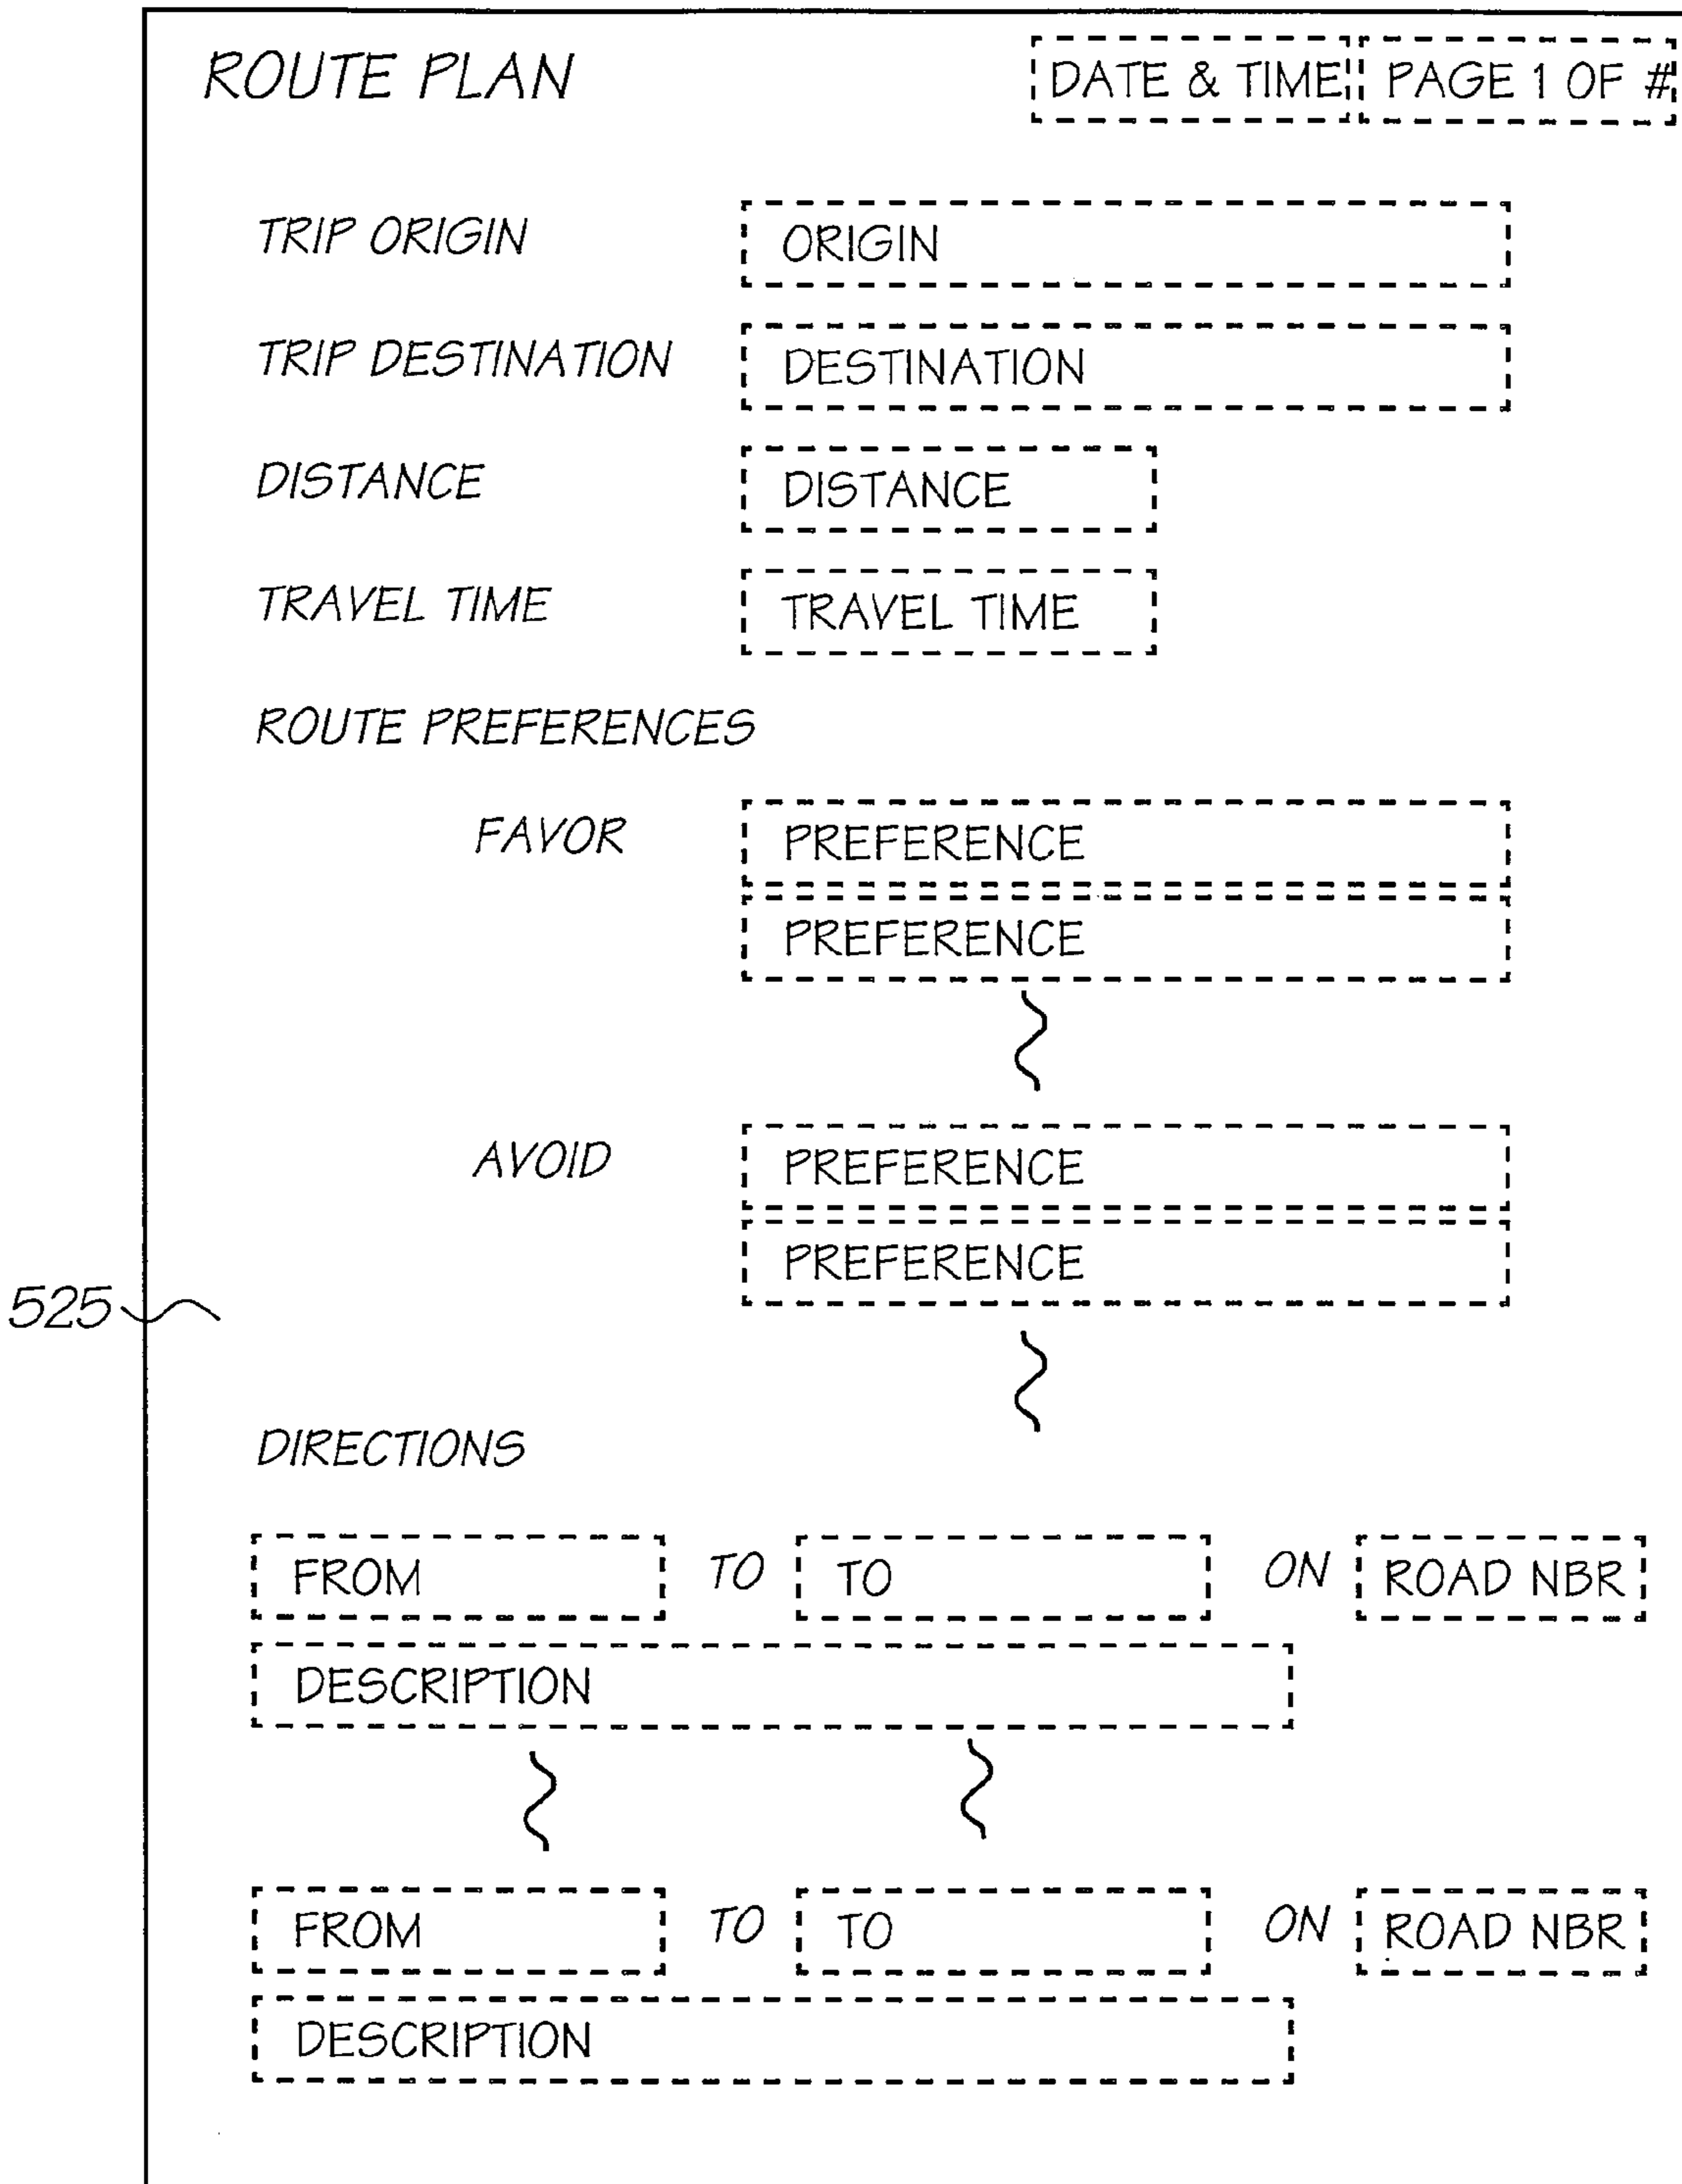 ROUTE PLAN DATE & TIME PAGE 1 OF #
TRIP ORIGIN ORIGIN
TRIP DESTINATION DESTINATION
DISTANCE DISTANCE
TRAVEL TIME TRAVEL TIME
ROUTE PREFERENCES
FAVOR PREFERENCE
PREFERENCE
AVOID PREFERENCE
PREFERENCE
525
DIRECTIONS
FROM TO TO ON ROAD NBR
DESCRIPTION
FROM TO TO ON ROAD NBR
DESCRIPTION